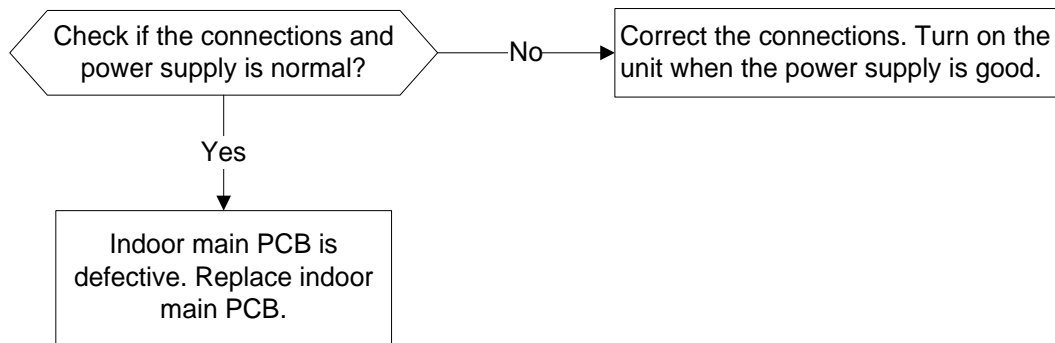 Check if the connections and
power supply is normal?
No
Correct the connections. Turn on the
unit when the power supply is good.
Yes
Indoor main PCB is
defective. Replace indoor
main PCB.